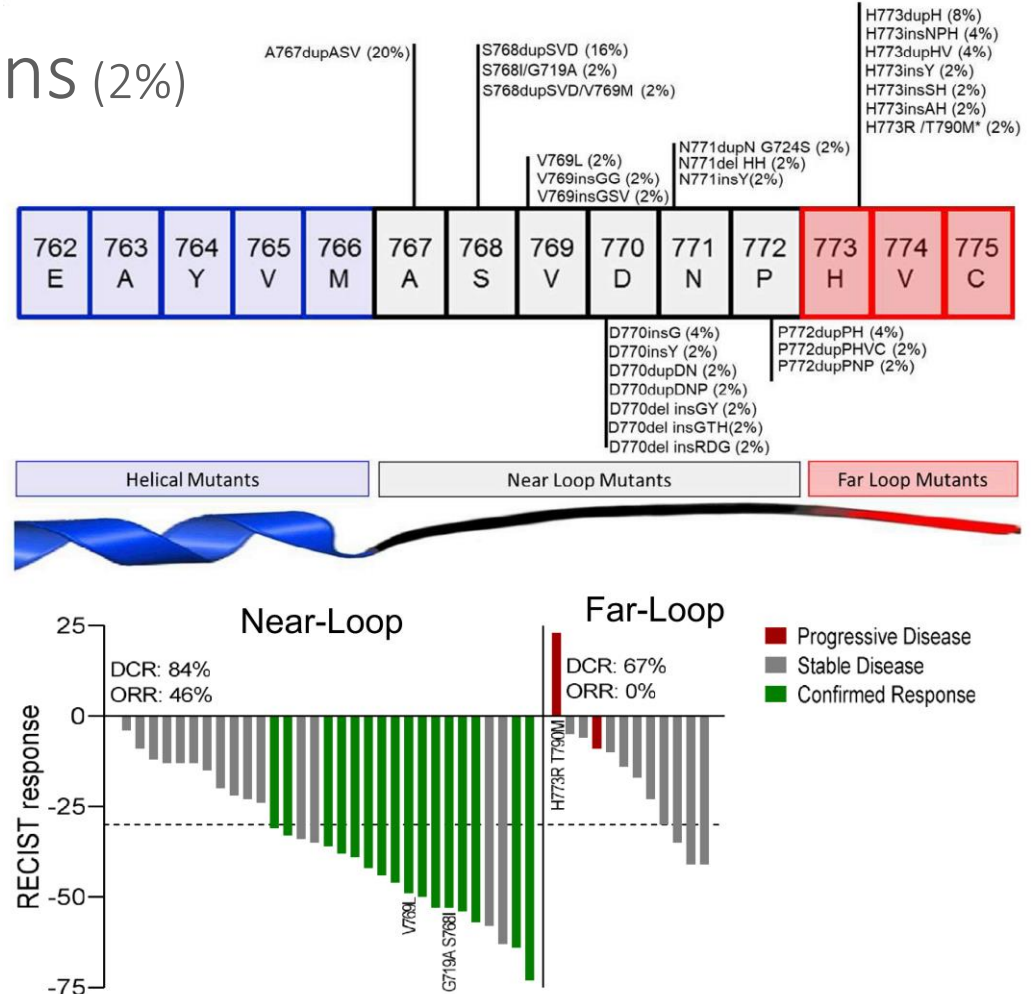 ns (2%)
A767dupASV (20%)
S768dupSVD (16%)
S768I/G719A (2%)
S768dupSVD/V769M (2%)
V769L (2%)
V769insGG (2%)
V769insGSV (2%)
N771dupN G724S (2%)
N771del HH (2%)
N771insY(2%)
H773dupH (8%)
H773insNPH (4%)
H773dupHV (4%)
H773insY (2%)
H773insSH (2%)
H773insAH (2%)
H773R /T790M* (2%)
762 763 764 765 766 767 768 769 770 771 772 773 774 775
E A Y V M A S V D N P H V C
D770insG (4%)
D770insY (2%)
D770dupDN (2%)
D770dupDNP (2%)
D770del insGY (2%)
D770del insGTH(2%)
D770del insRDG (2%)
P772dupPH (4%)
P772dupPHVC (2%)
P772dupPNP (2%)
Helical Mutants
Near Loop Mutants
Far Loop Mutants
Near-Loop
Far-Loop
DCR: 84%
ORR: 46%
DCR: 67%
ORR: 0%
Progressive Disease
Stable Disease
Confirmed Response
RECIST response
25
0
-25
-50
-75
V769L
G719A S768I
H773R T790M